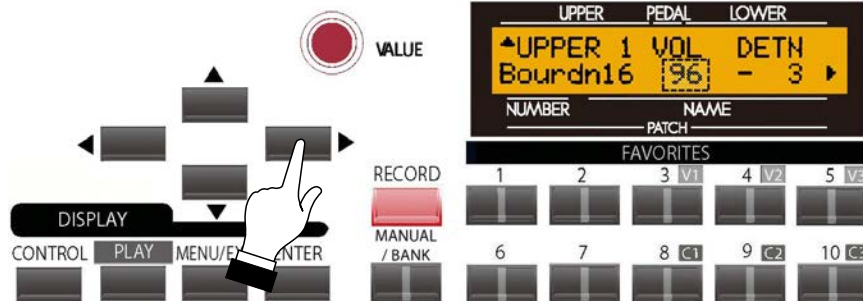 UPPER PEDAL LOWER
VALUE
UPPER 1 VOL DETN
Bourdn16 96 - 3
NUMBER NAME
PATCH
FAVORITES
RECORD
1 2 3 V1 4 V2 5 V3
DISPLAY
MANUAL
/ BANK
CONTROL PLAY MENU/EX NTER
6 7 8 C1 9 C2 10 C3